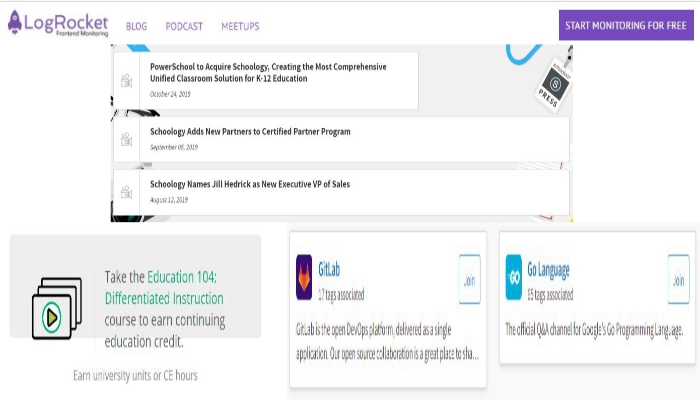 LogRocket
Frontend Monitoring
BLOG
PODCAST
MEETUPS
START MONITORING FOR FREE
PowerSchool to Acquire Schoology, Creating the Most Comprehensive
Unified Classroom Solution for K-12 Education
October 24, 2019
Schoology Adds New Partners to Certified Partner Program
September 05, 2019
Schoology Names Jill Hedrick as New Executive VP of Sales
August 12, 2019
SCHOOLOGY
S
PRESS
Take the Education 104:
Differentiated Instruction
course to earn continuing
education credit.
Earn university units or CE hours
GitLab
17 tags associated
Join
GitLab is the open DevOps platform, delivered as a single
application. Our open source collaboration is a great place to sha...
GO
Go Language
65 tags associated
Join
The official Q&A channel for Google's Go Programming Language.